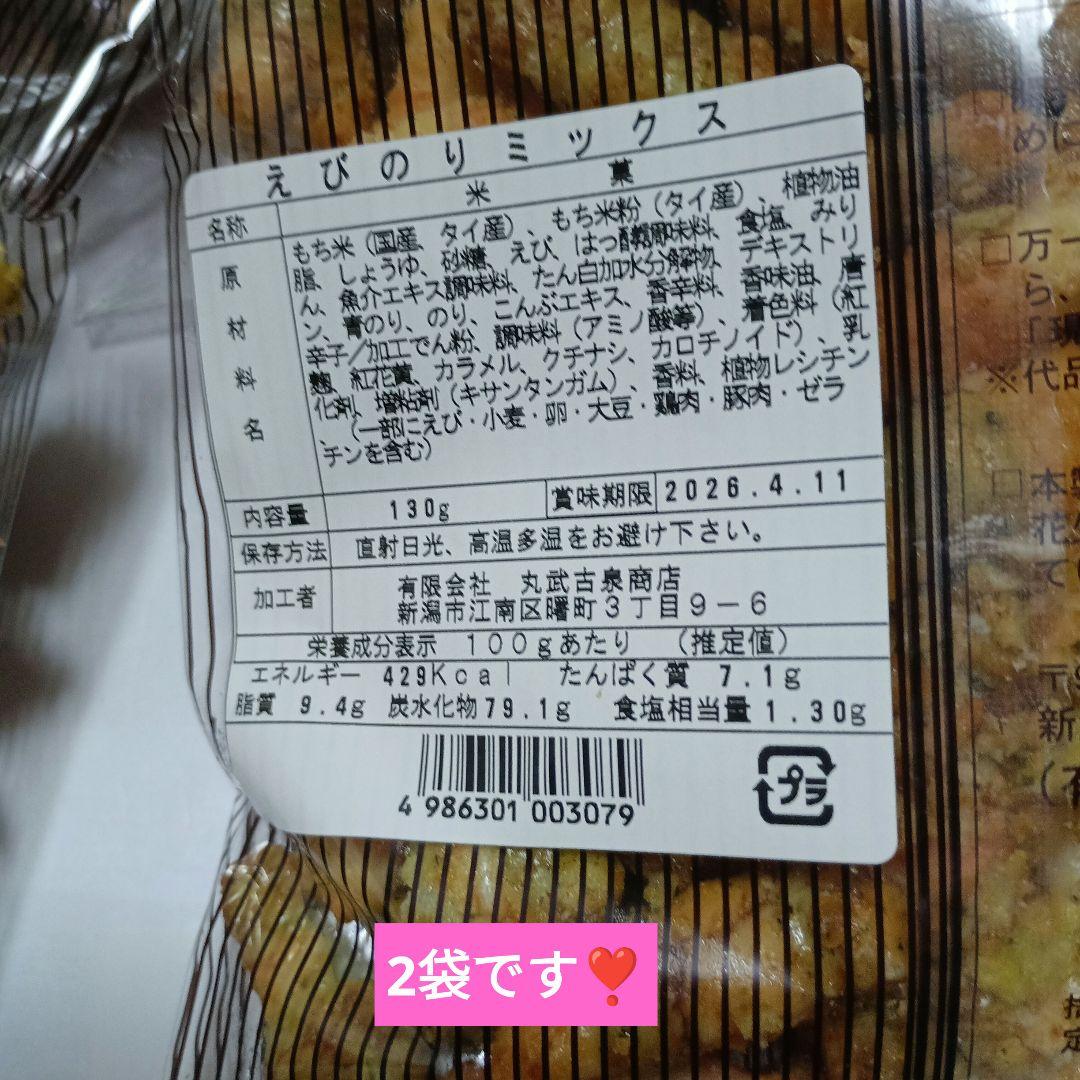 えびのりミックス
名称 米菓
原材料名
もち米（国産、タイ産）、もち米粉（タイ産）、植物油
脂、しょうゆ、砂糖、えび、はっ酵調味料、食塩、みり
ん、魚介エキス調味料、たん白加水分解物、デキストリ
ン、青のり、のり、こんぶエキス、香辛料、香味油、唐
辛子/加工でん粉、調味料（アミノ酸等）、着色料（紅
麹、紅花黄、カラメル、クチナシ、カロチノイド）、乳
化剤、増粘剤（キサンタンガム）、香料、植物レシチン
、（一部にえび・小麦・卵・大豆・鶏肉・豚肉・ゼラ
チンを含む）
内容量 130g 賞味期限 2026.4.11
保存方法 直射日光、高温多湿をお避け下さい。
加工者 有限会社 丸武古泉商店
新潟市江南区曙町3丁目9-6
栄養成分表示 100gあたり （推定値）
エネルギー 429Kcal たんぱく質 7.1g
脂質 9.4g 炭水化物79.1g 食塩相当量1.30g
4 986301 003079
プラ
2袋です❣️
めに
□万一
ら、
※代品
□本
花
て
〒
新